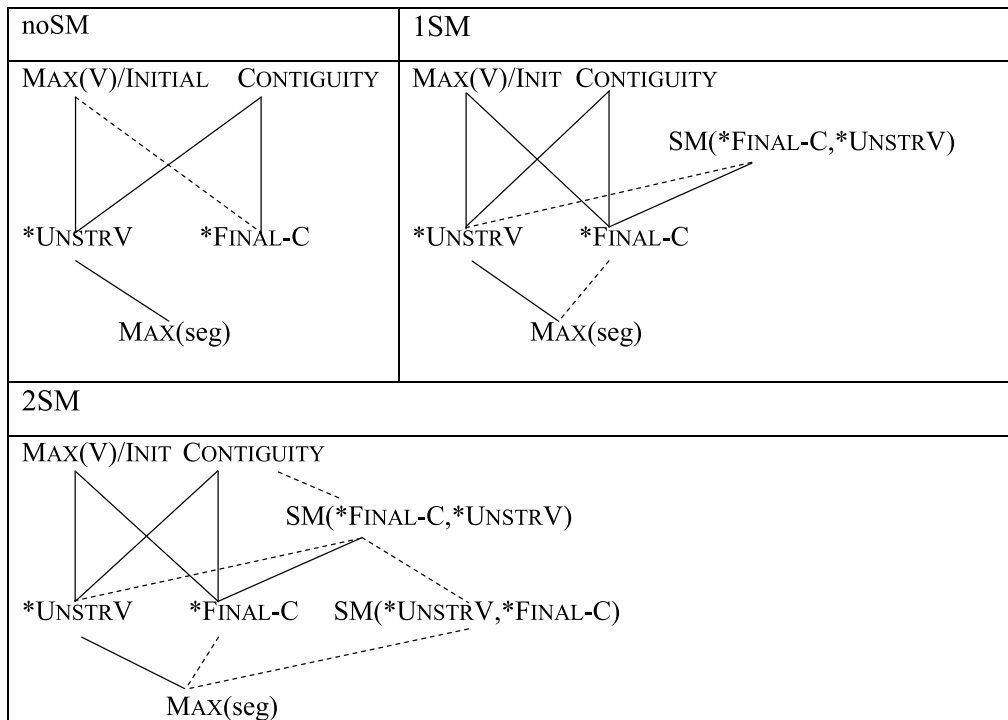 noSM
1SM
MAX(V)/INITIAL CONTIGUITY
*UNSTRV *FINAL-C
MAX(seg)
MAX(V)/INIT CONTIGUITY
SM(*FINAL-C,*UNSTRV)
*UNSTRV *FINAL-C
MAX(seg)
2SM
MAX(V)/INIT CONTIGUITY
SM(*FINAL-C,*UNSTRV)
*UNSTRV *FINAL-C SM(*UNSTRV,*FINAL-C)
MAX(seg)